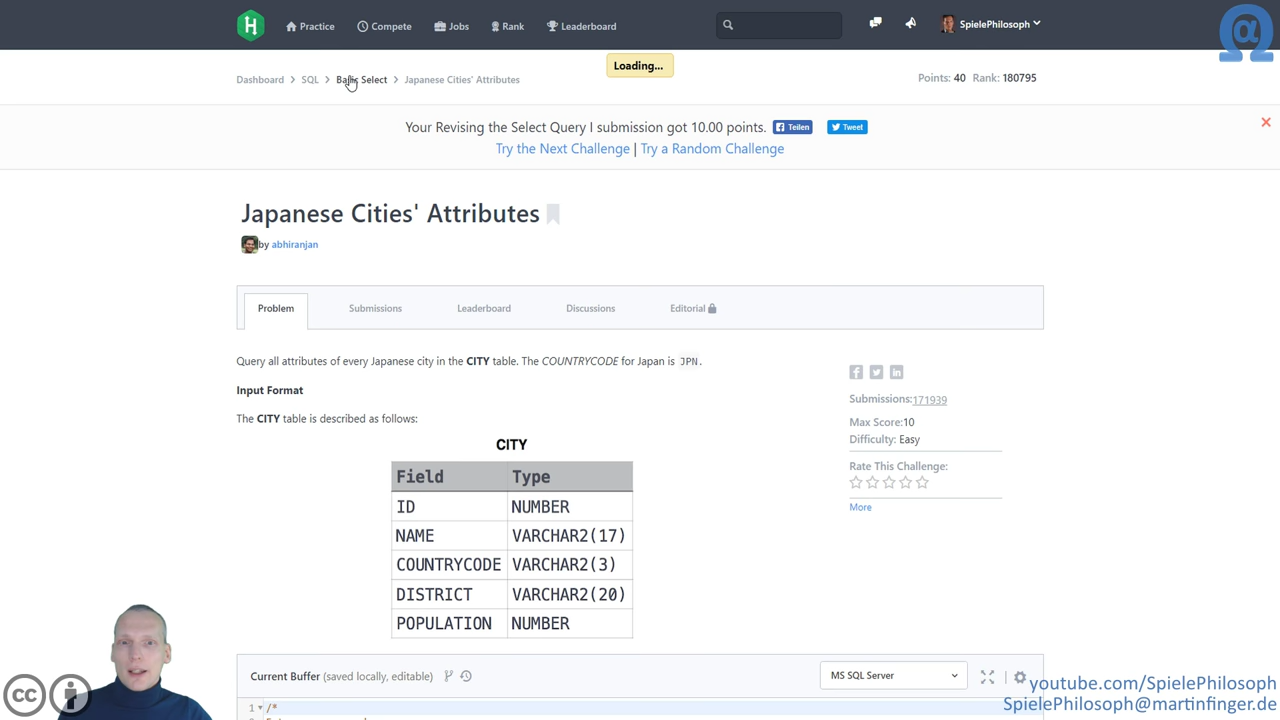 Practice Compete Jobs Rank Leaderboard SpielePhilosoph
Loading...
Dashboard SQL Basic Select Japanese Cities' Attributes Points: 40 Rank: 180795
Your Revising the Select Query I submission got 10.00 points. Teilen Tweet
Try the Next Challenge | Try a Random Challenge
Japanese Cities' Attributes
by abhiranjan
Problem Submissions Leaderboard Discussions Editorial
Query all attributes of every Japanese city in the CITY table. The COUNTRYCODE for Japan is JPN.
Input Format
The CITY table is described as follows:
CITY
Field Type
ID NUMBER
NAME VARCHAR2(17)
COUNTRYCODE VARCHAR2(3)
DISTRICT VARCHAR2(20)
POPULATION NUMBER
Submissions:171939
Max Score:10
Difficulty: Easy
Rate This Challenge:
More
Current Buffer (saved locally, editable) MS SQL Server
1 /*
cc
youtube.com/SpielePhilosoph
SpielePhilosoph@martinfinger.de